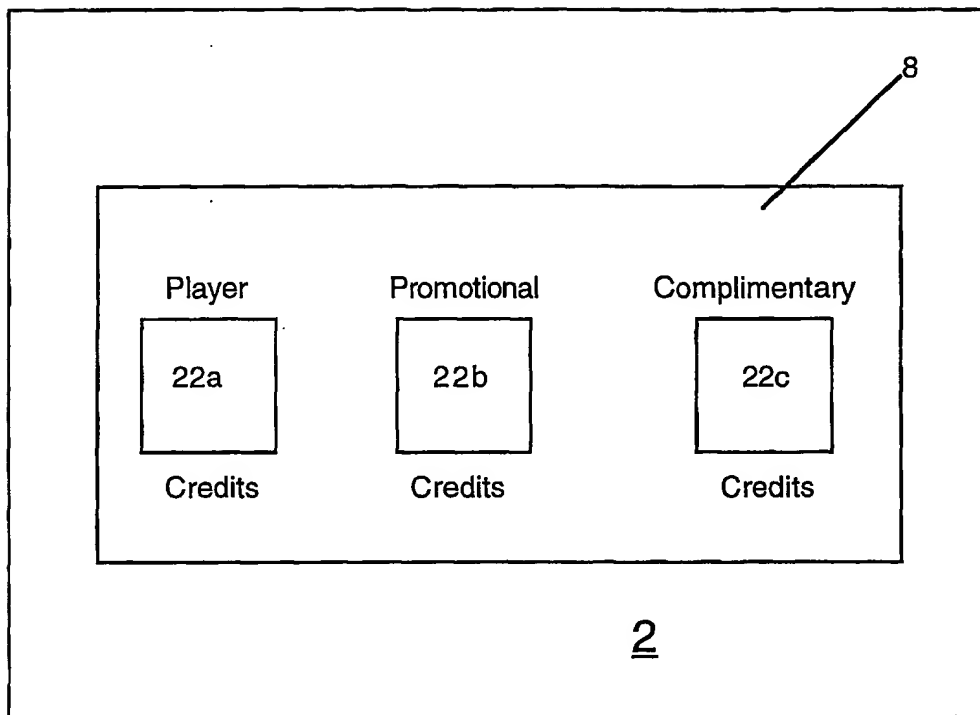 8
Player Promotional Complimentary
22a 22b 22c
Credits Credits Credits
2